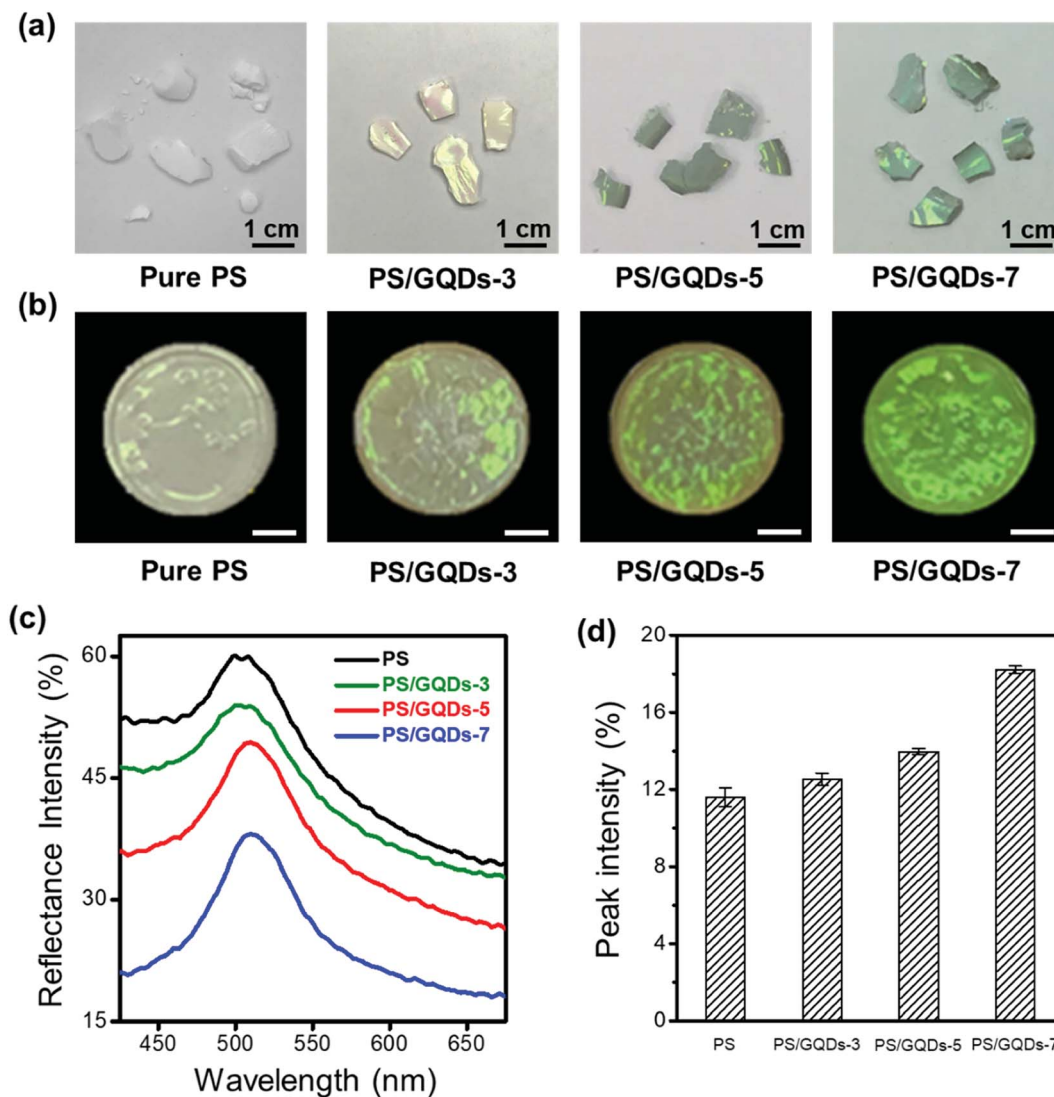 (a)
1 cm 1 cm 1 cm 1 cm
Pure PS PS/GQDs-3 PS/GQDs-5 PS/GQDs-7
(b)
Pure PS PS/GQDs-3 PS/GQDs-5 PS/GQDs-7
(c)
Reflectance Intensity (%)
60
45
30
15
PS
PS/GQDs-3
PS/GQDs-5
PS/GQDs-7
450 500 550 600 650
Wavelength (nm)
(d)
Peak intensity (%)
20
16
12
8
4
0
PS PS/GQDs-3 PS/GQDs-5 PS/GQDs-7